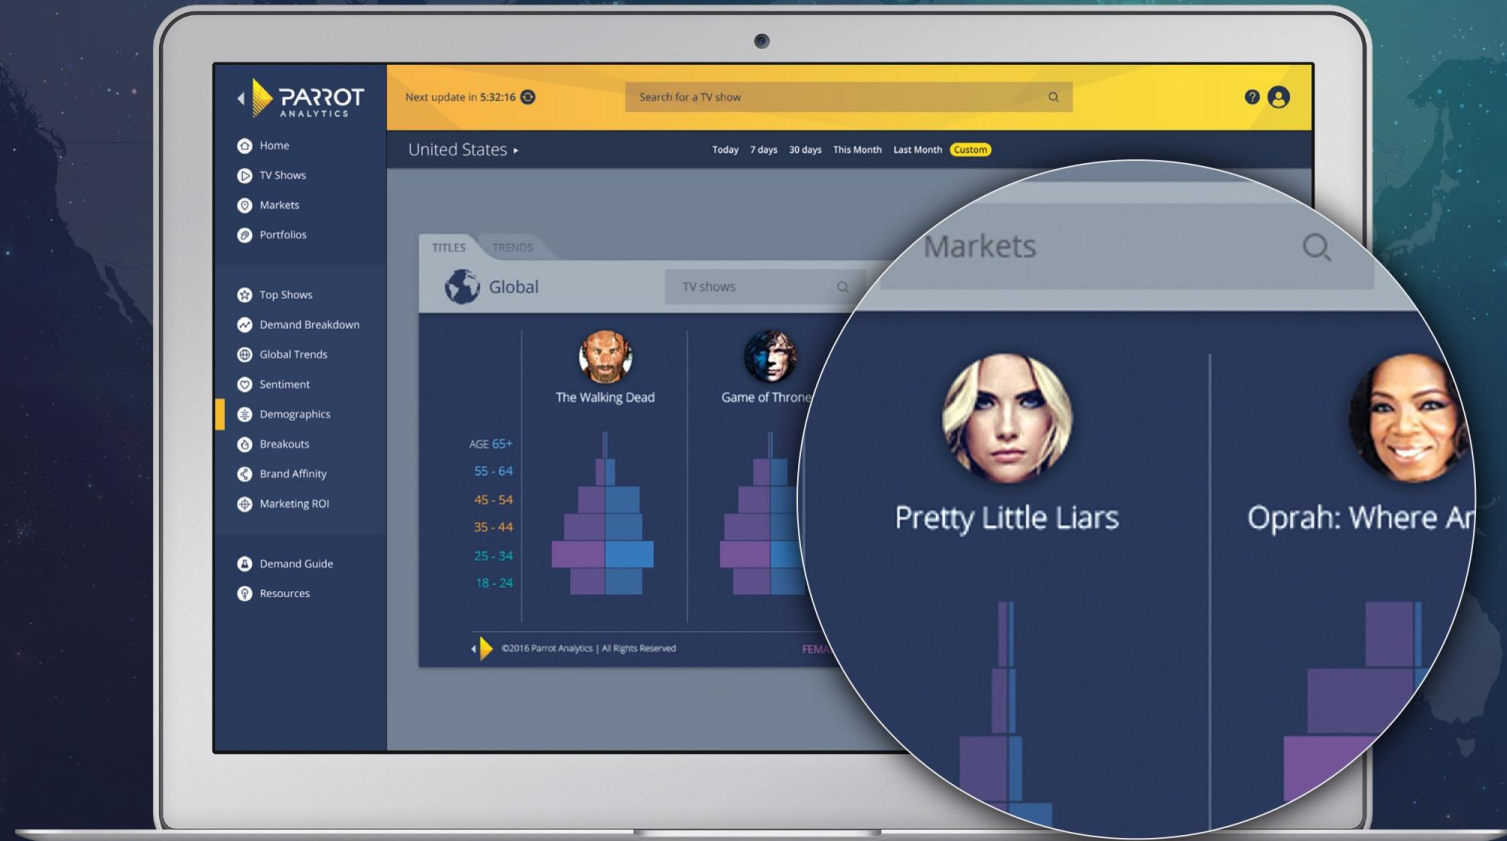 PARROT
ANALYTICS
Next update in 5:32:16
Search for a TV show
?
Home
TV Shows
Markets
Portfolios
Top Shows
Demand Breakdown
Global Trends
Sentiment
Demographics
Breakouts
Brand Affinity
Marketing ROI
Demand Guide
Resources
United States
Today 7 days 30 days This Month Last Month Custom
TITLES TRENDS
Global
TV shows
Markets
The Walking Dead
Game of Throne
Pretty Little Liars
Oprah: Where Ar
AGE 65+
55 - 64
45 - 54
35 - 44
25 - 34
18 - 24
©2016 Parrot Analytics | All Rights Reserved
FEMA